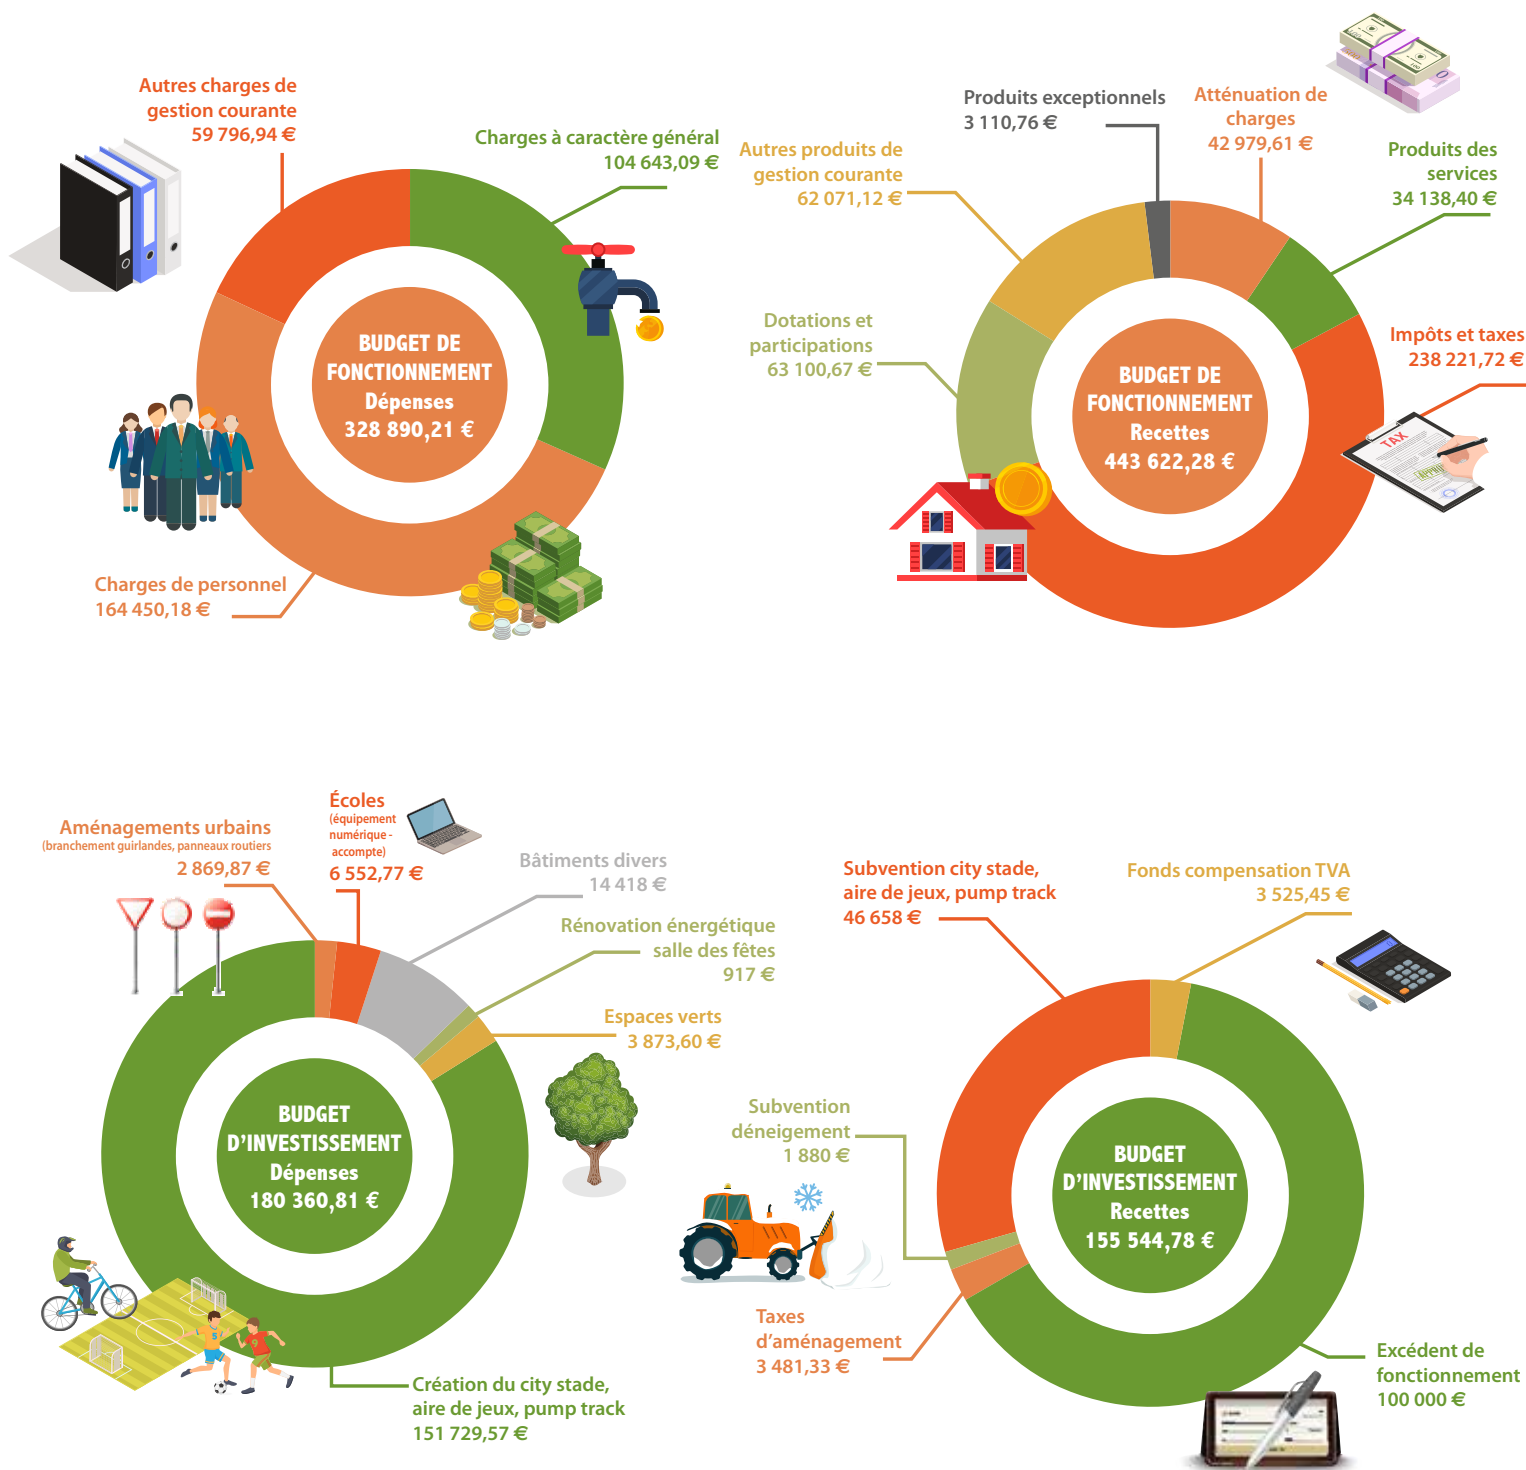 Autres charges de
gestion courante
59 796,94 €
Charges à caractère général
104 643,09 €
BUDGET DE
FONCTIONNEMENT
Dépenses
328 890,21 €
Charges de personnel
164 450,18 €
Produits exceptionnels
3 110,76 €
Atténuation de
charges
42 979,61 €
Autres produits de
gestion courante
62 071,12 €
Produits des
services
34 138,40 €
Dotations et
participations
63 100,67 €
Impôts et taxes
238 221,72 €
BUDGET DE
FONCTIONNEMENT
Recettes
443 622,28 €
TAX
Aménagements urbains
(branchement guirlandes, panneaux routiers
2 869,87 €
Écoles
(équipement
numérique -
accompte)
6 552,77 €
Bâtiments divers
14 418 €
Rénovation énergétique
salle des fêtes
917 €
Espaces verts
3 873,60 €
BUDGET
D'INVESTISSEMENT
Dépenses
180 360,81 €
Création du city stade,
aire de jeux, pump track
151 729,57 €
Subvention city stade,
aire de jeux, pump track
46 658 €
Fonds compensation TVA
3 525,45 €
Subvention
déneigement
1 880 €
BUDGET
D'INVESTISSEMENT
Recettes
155 544,78 €
Taxes
d'aménagement
3 481,33 €
Excédent de
fonctionnement
100 000 €